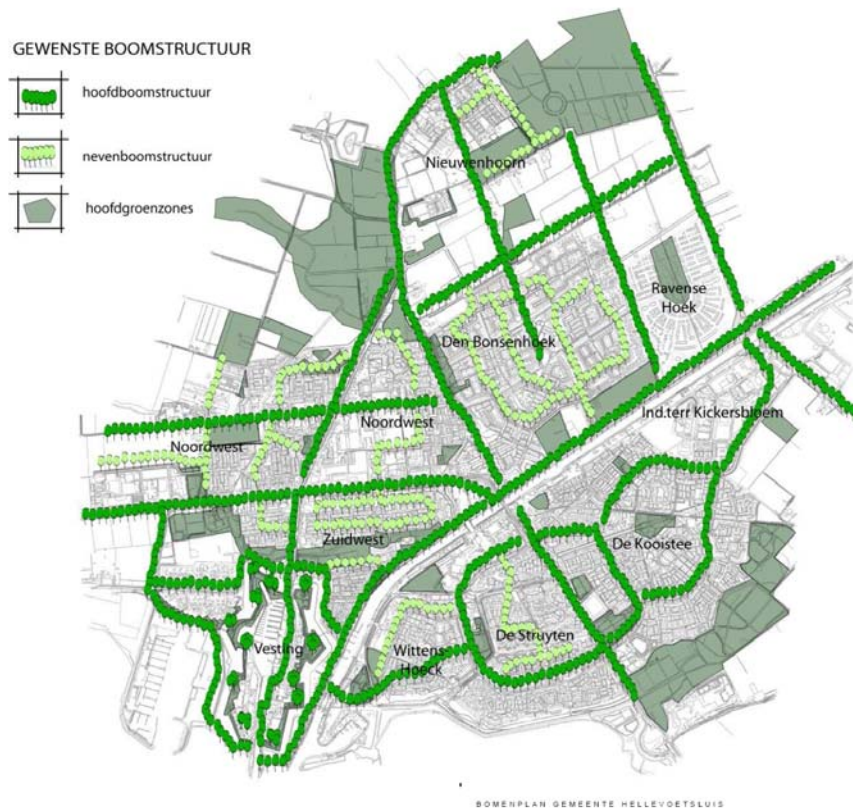 GEWENSTE BOOMSTRUCTUUR
hoofdboomstructuur
nevenboomstructuur
hoofdgroenzones
Nieuwenhoorn
Ravense
Hoek
Den Bonsenhoek
Ind.terr Kickersbloem
Noordwest
Noordwest
Zuidwest
De Kooistee
De Struyten
Wittens
Hoeck
Vesting
BOMENPLAN GEMEENTE HELLEVOETSLUIS